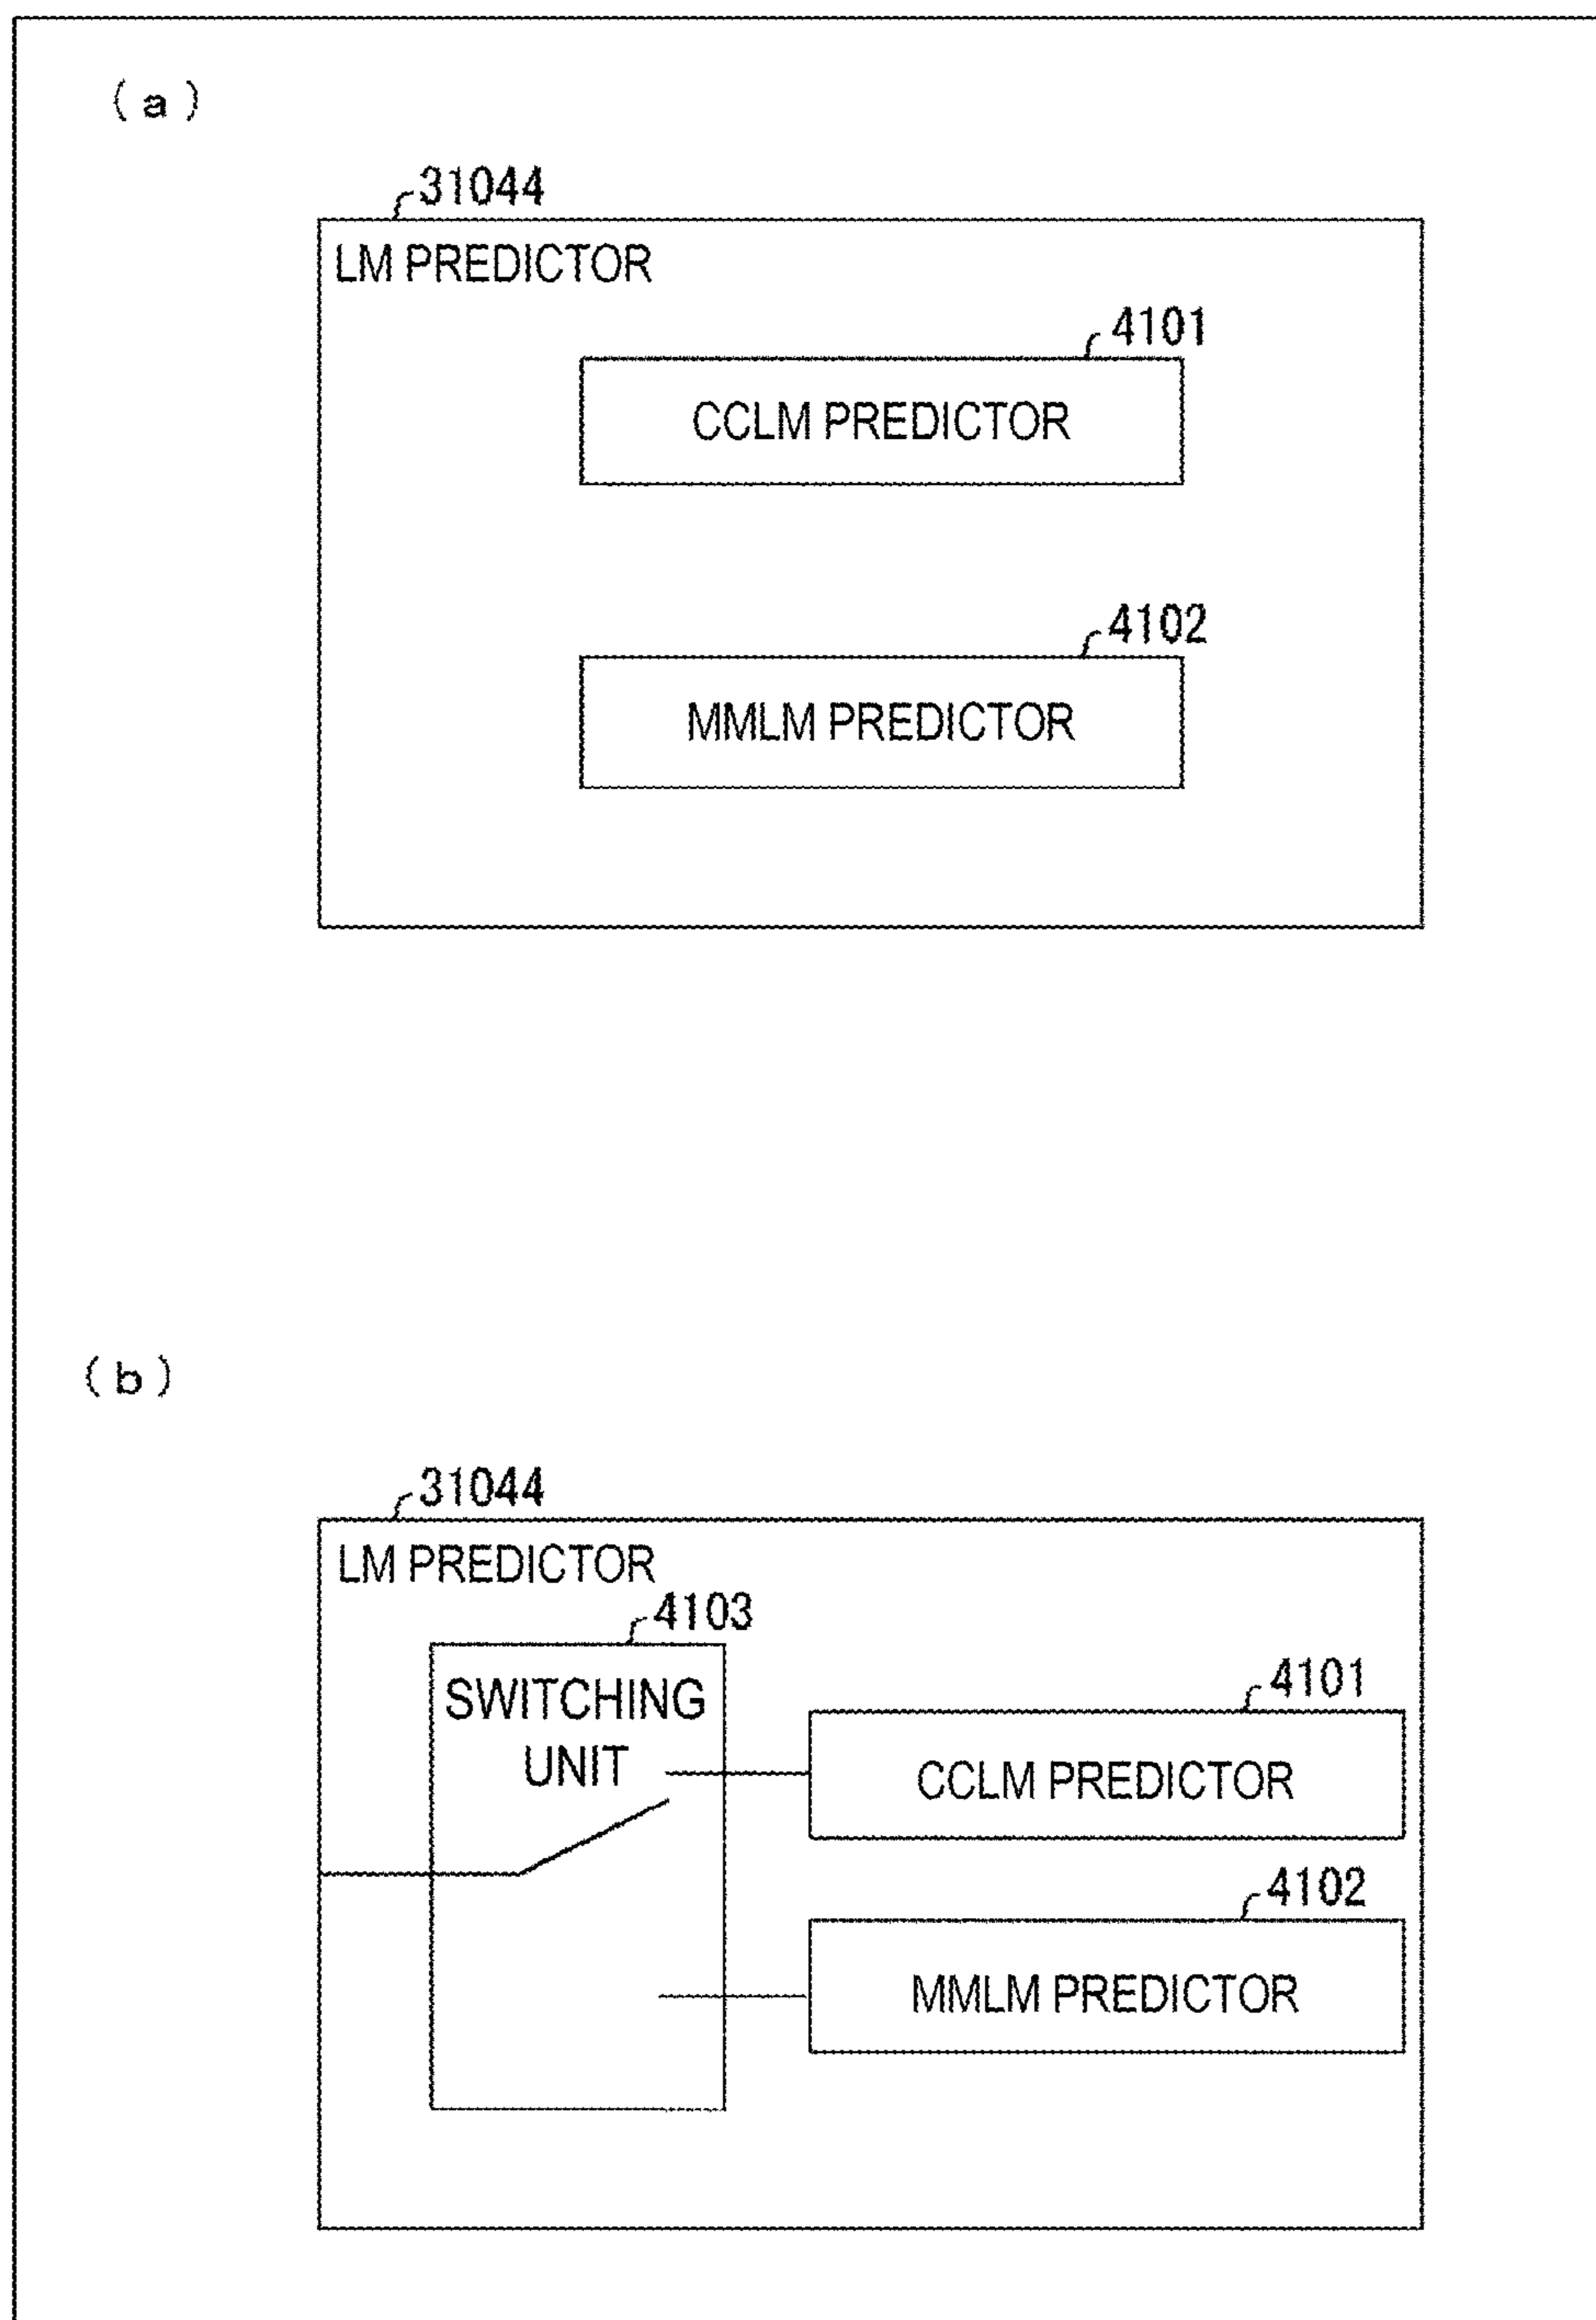 (a)
31044
LM PREDICTOR
4101
CCLM PREDICTOR
4102
MMLM PREDICTOR
(b)
31044
LM PREDICTOR
4103
SWITCHING
UNIT
4101
CCLM PREDICTOR
4102
MMLM PREDICTOR